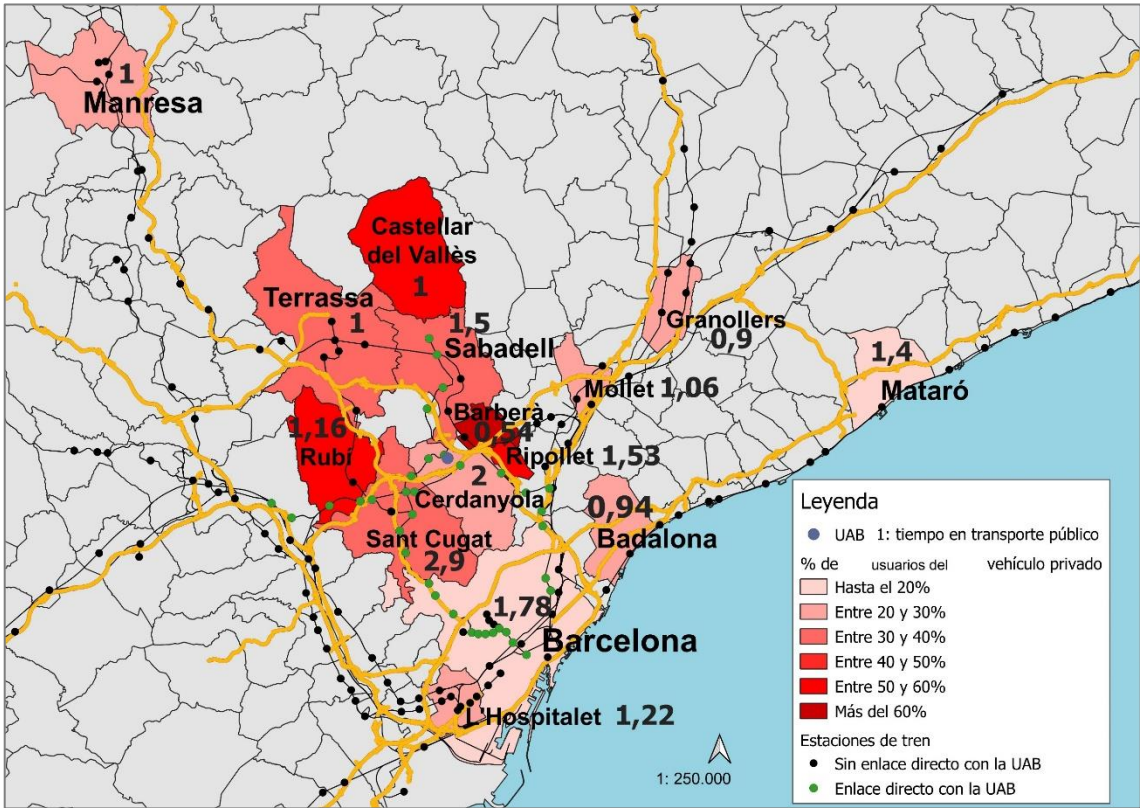 1
Manresa
Castellar
del Vallès
1
Terrassa
1
1,5
Sabadell
Granollers
0,9
1,4
Mataró
Mollet 1,06
Barberà
0,54
1,16
Rubí
Ripollet 1,53
2
Cerdanyola
0,94
Badalona
Sant Cugat
2,9
1,78
Barcelona
L'Hospitalet 1,22
1: 250.000
Leyenda
UAB 1: tiempo en transporte público
% de usuarios del vehículo privado
Hasta el 20%
Entre 20 y 30%
Entre 30 y 40%
Entre 40 y 50%
Entre 50 y 60%
Más del 60%
Estaciones de tren
Sin enlace directo con la UAB
Enlace directo con la UAB